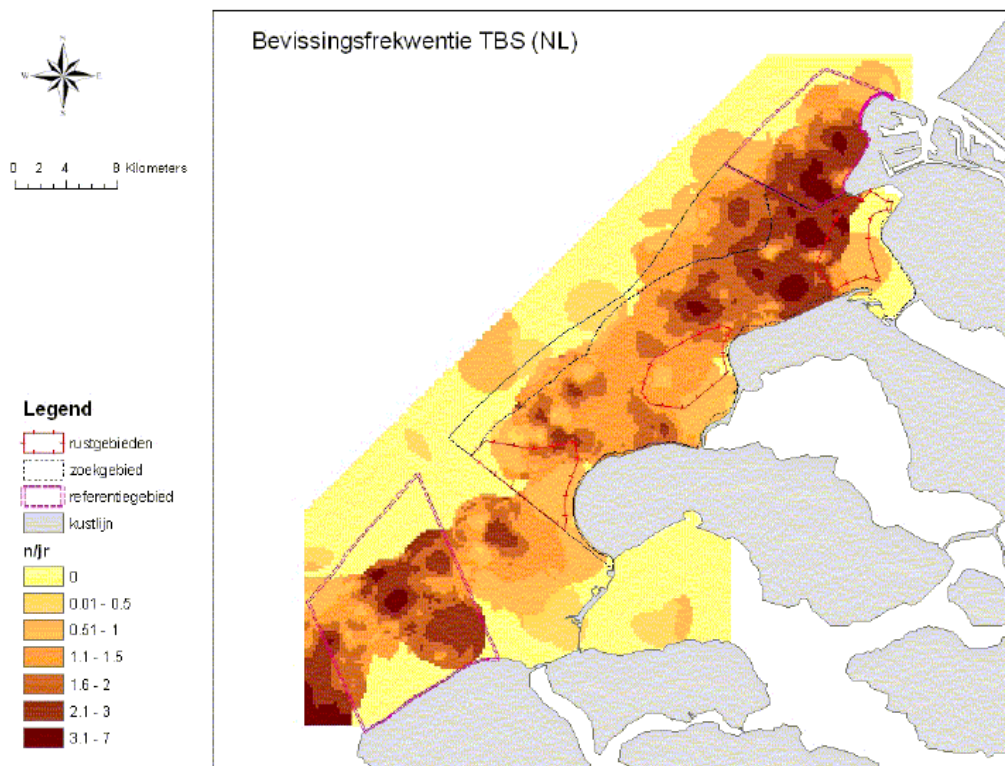 Bevissingsfrekwentie TBS (NL)
N
W E
S
0 2 4 8 Kilometers
Legend
rustgebieden
zoekgebied
referentiegebied
kustlijn
n/jr
0
0.01 - 0.5
0.51 - 1
1.1 - 1.5
1.6 - 2
2.1 - 3
3.1 - 7